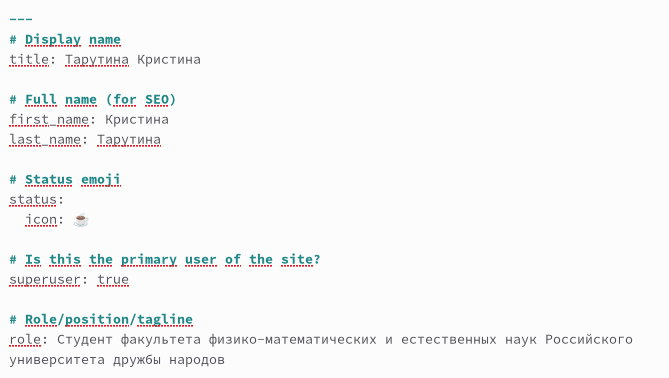 ---
# Display name
title: Тарутина Кристина
# Full name (for SEO)
first_name: Кристина
last_name: Тарутина
# Status emoji
status:
icon: ☕
# Is this the primary user of the site?
superuser: true
# Role/position/tagline
role: Студент факультета физико-математических и естественных наук Российского
университета дружбы народов